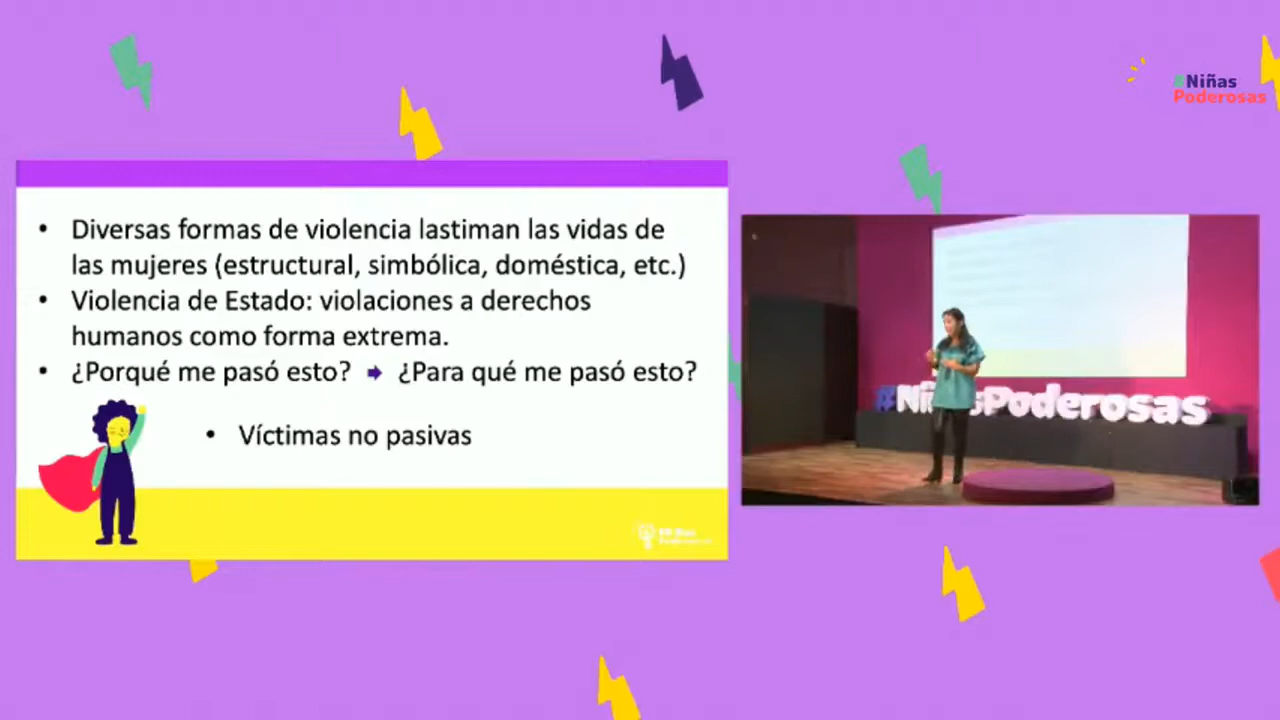 #Niñas
Poderosas
• Diversas formas de violencia lastiman las vidas de
las mujeres (estructural, simbólica, doméstica, etc.)
• Violencia de Estado: violaciones a derechos
humanos como forma extrema.
• ¿Porqué me pasó esto? ➡ ¿Para qué me pasó esto?
• Víctimas no pasivas
#NiñasPoderosas